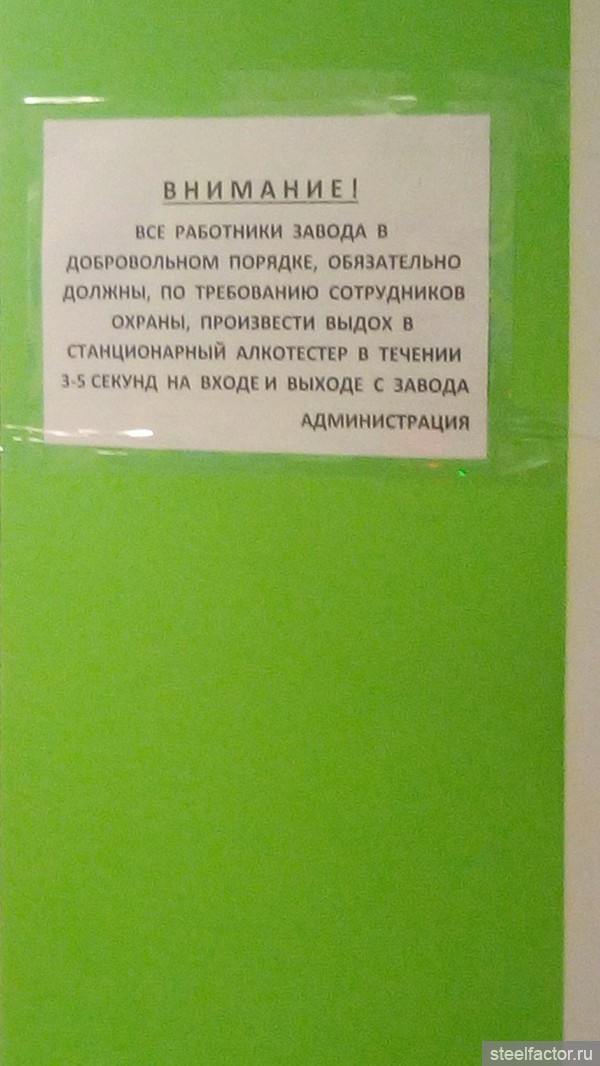 ВНИМАНИЕ!
ВСЕ РАБОТНИКИ ЗАВОДА В
ДОБРОВОЛЬНОМ ПОРЯДКЕ, ОБЯЗАТЕЛЬНО
ДОЛЖНЫ, ПО ТРЕБОВАНИЮ СОТРУДНИКОВ
ОХРАНЫ, ПРОИЗВЕСТИ ВЫДОХ В
СТАНЦИОНАРНЫЙ АЛКОТЕСТЕР В ТЕЧЕНИИ
3-5 СЕКУНД НА ВХОДЕ И ВЫХОДЕ С ЗАВОДА
АДМИНИСТРАЦИЯ
steelfactor.ru